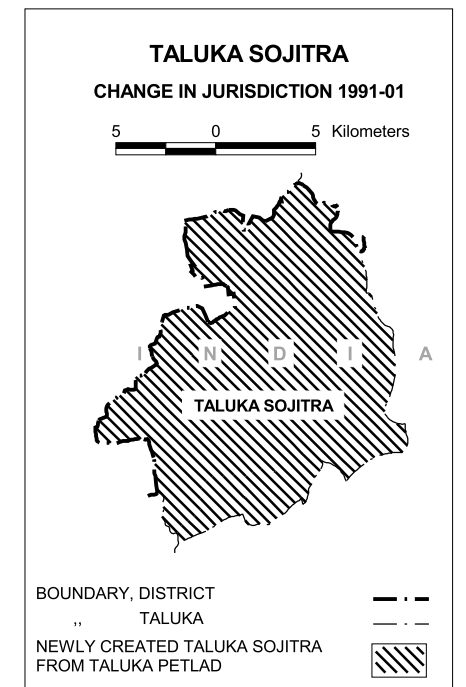 TALUKA SOJITRA
CHANGE IN JURISDICTION 1991-01
5 0 5 Kilometers
I N D I A
TALUKA SOJITRA
BOUNDARY, DISTRICT
,, TALUKA
NEWLY CREATED TALUKA SOJITRA
FROM TALUKA PETLAD